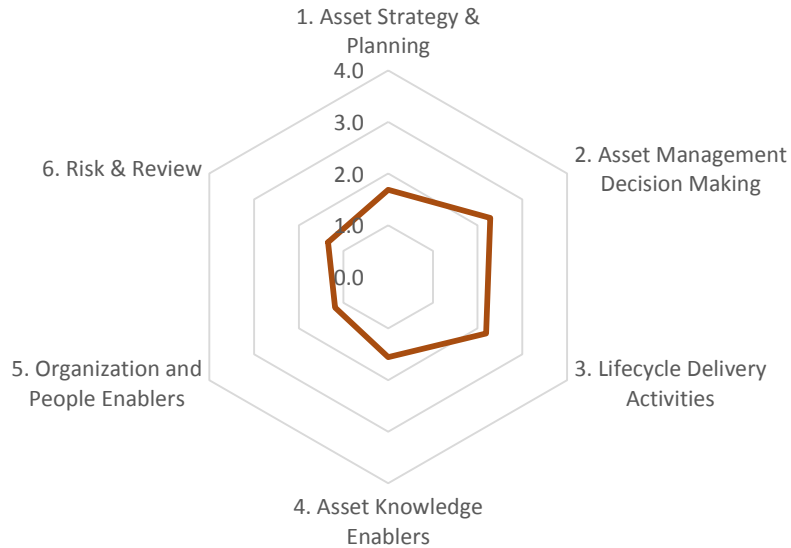 1. Asset Strategy &
Planning
4.0
3.0
2.0
1.0
0.0
2. Asset Management
Decision Making
3. Lifecycle Delivery
Activities
4. Asset Knowledge
Enablers
5. Organization and
People Enablers
6. Risk & Review